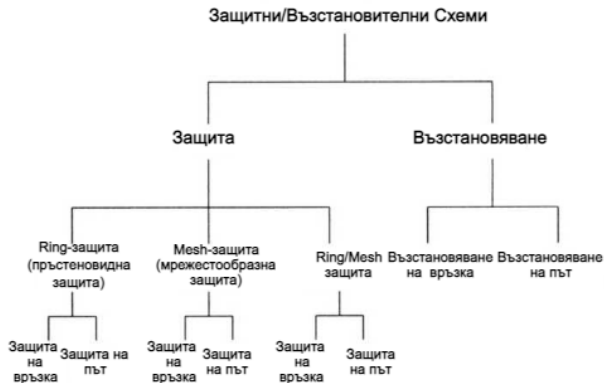 Защитни/Възстановителни Схеми
Защита
Възстановяване
Ring-защита
(пръстеновидна
защита)
Mesh-защита
(мрежестообразна
защита)
Ring/Mesh
защита
Възстановяване
на връзка
Възстановяване
на път
Защита
на
връзка
Защита на
път
Защита
на
връзка
Защита
на път
Защита
на
връзка
Защита на
път